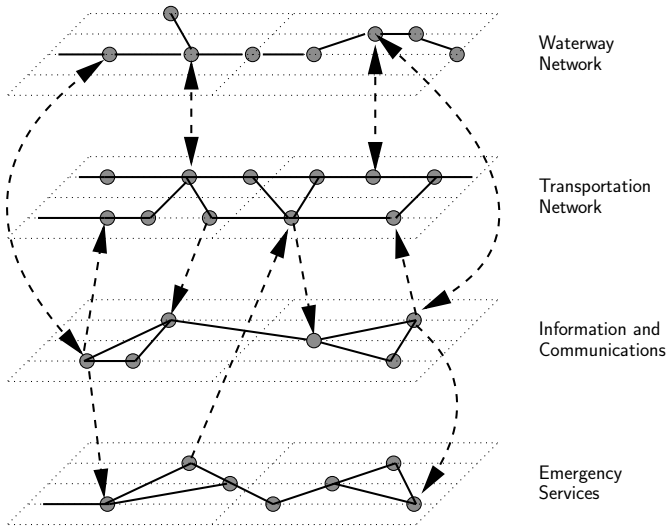 Waterway
Network
Transportation
Network
Information and
Communications
Emergency
Services